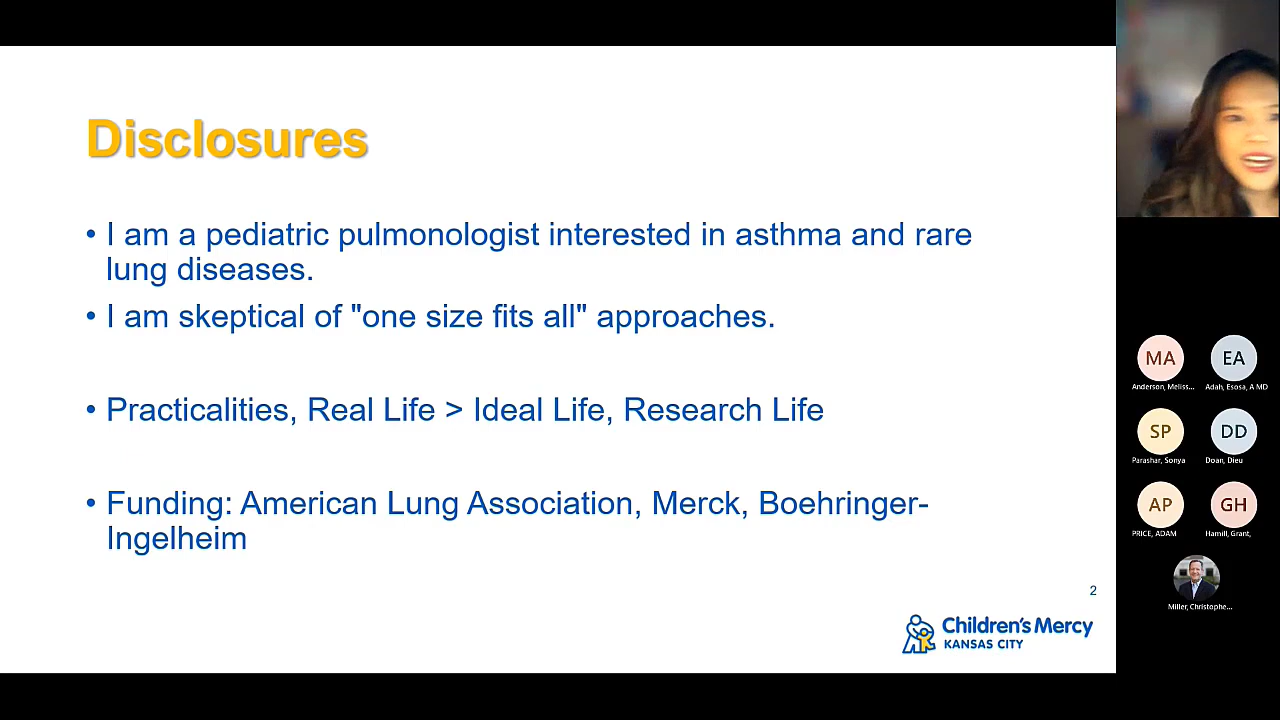 Disclosures
• I am a pediatric pulmonologist interested in asthma and rare
lung diseases.
• I am skeptical of "one size fits all" approaches.
• Practicalities, Real Life > Ideal Life, Research Life
• Funding: American Lung Association, Merck, Boehringer-
Ingelheim
2
Children's Mercy
KANSAS CITY
MA
Anderson, Meliss...
EA
Adah, Esosa, A MD
SP
Parashar, Sonya
DD
Doan, Dieu
AP
PRICE, ADAM
GH
Hamill, Grant,
Miller, Christophe...